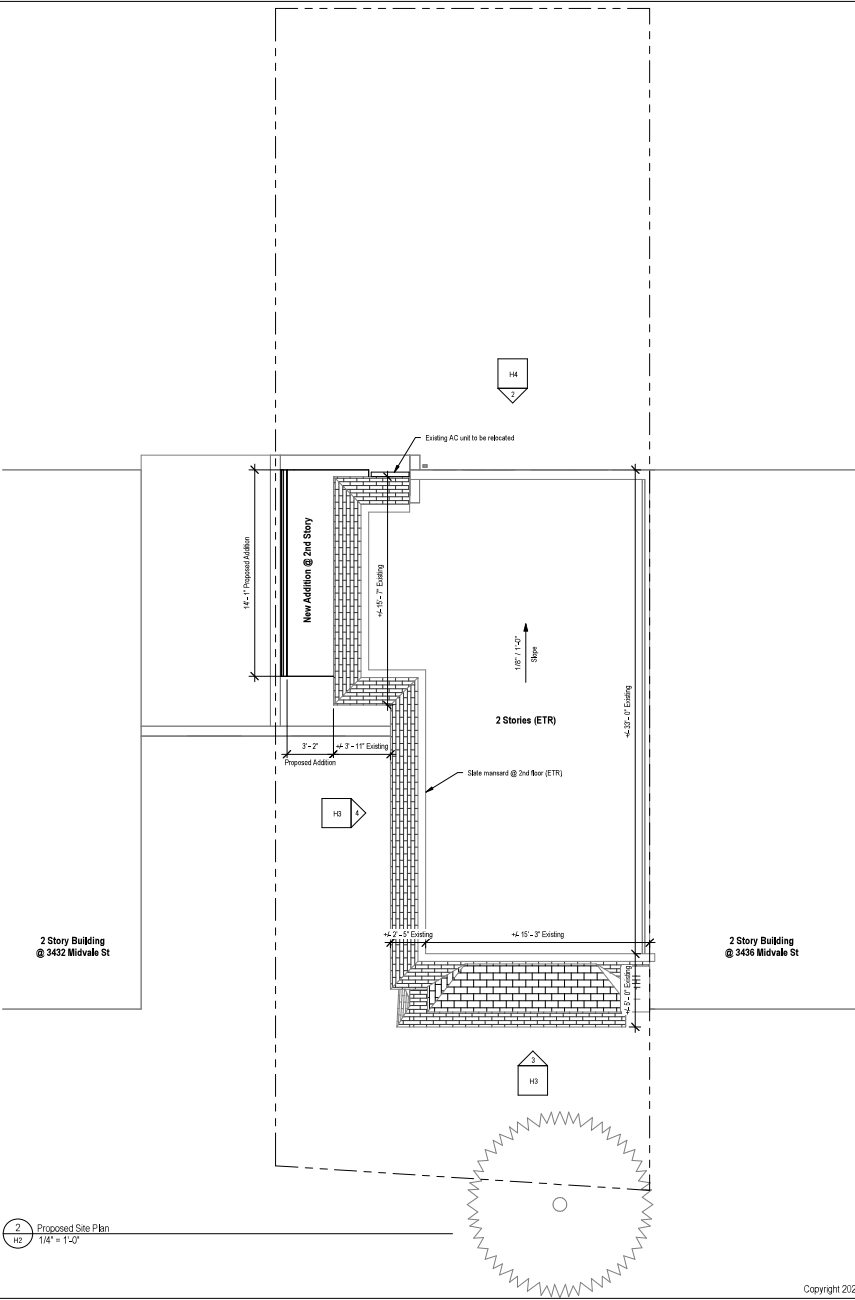 H4
2
Existing AC unit to be relocated
14' - 1" Proposed Addition
New Addition @ 2nd Story
+/- 15' - 7" Existing
1/8" / 1'-0"
Slope
+/- 33' - 0" Existing
2 Stories (ETR)
3' - 2"
+/- 3' - 11" Existing
Proposed Addition
Slate mansard @ 2nd floor (ETR)
H3
4
+/- 2' - 5" Existing
+/- 15' - 3" Existing
2 Story Building
@ 3432 Midvale St
2 Story Building
@ 3436 Midvale St
+/- 5' - 0" Existing
3
H3
2
H2
Proposed Site Plan
1/4" = 1'-0"
Copyright 202